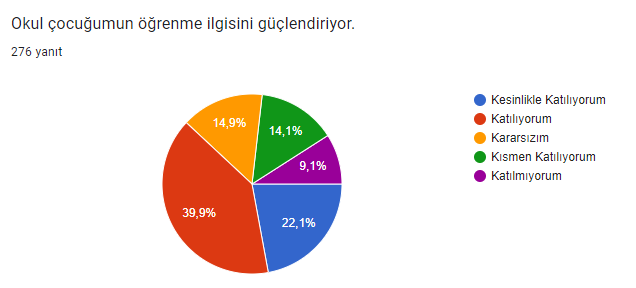 Okul çocuğumun öğrenme ilgisini güçlendiriyor.
276 yanıt
Kesinlikle Katılıyorum
Katılıyorum
Kararsızım
Kısmen Katılıyorum
Katılmıyorum
14,9%
14,1%
9,1%
39,9%
22,1%